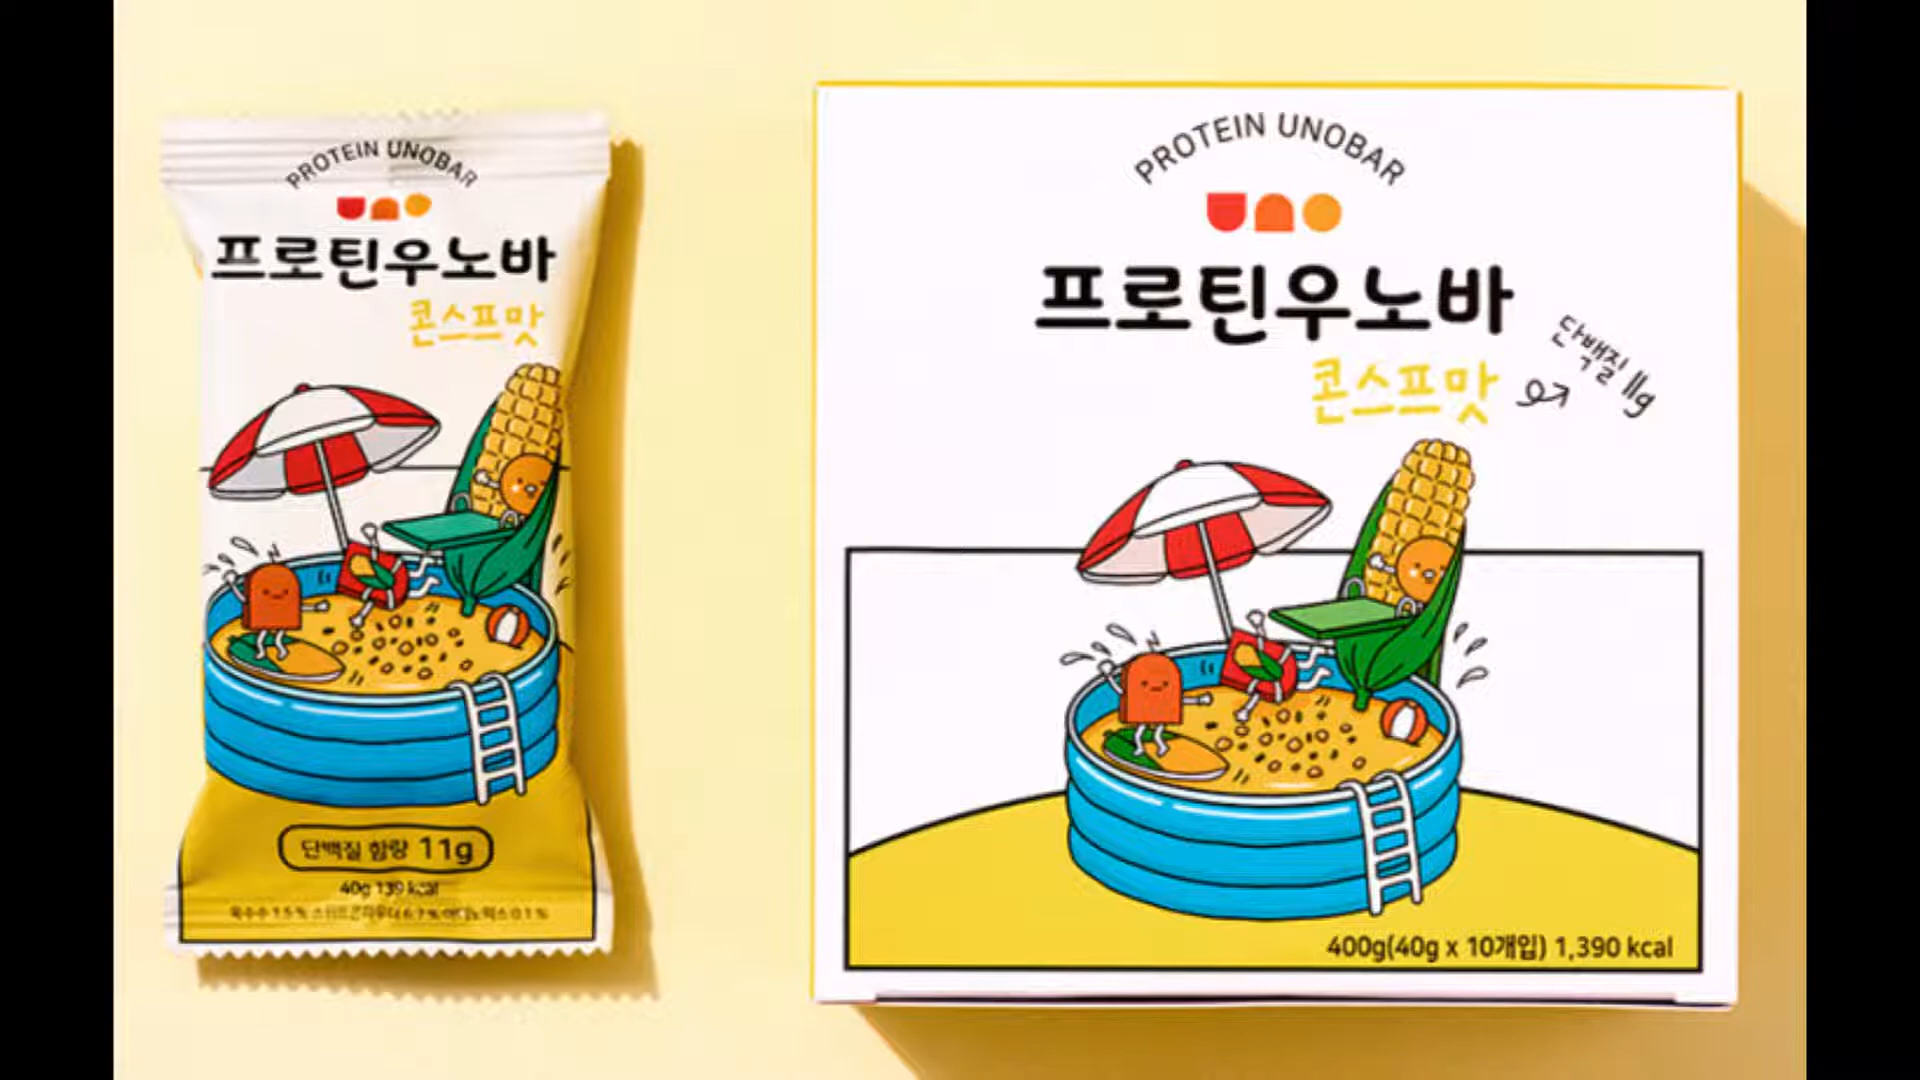 PROTEIN UNOBAR
uno
프로틴우노바
콘스프맛
단백질 함량 11g
40g 139 kcal
PROTEIN UNOBAR
uno
프로틴우노바
콘스프맛
단백질 11g
400g(40g x 10개입) 1,390 kcal